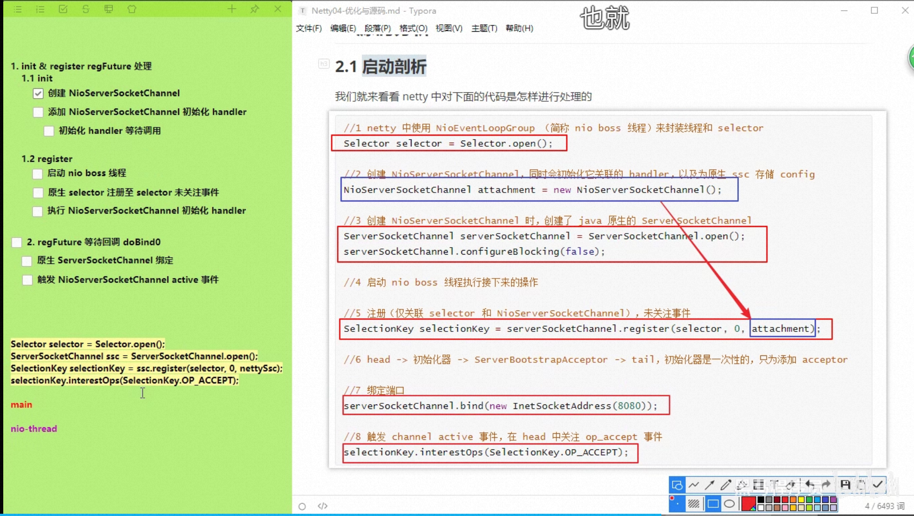 Netty04-优化与源码.md - Typora
也就
文件(F) 编辑(E) 段落(P) 格式(O) 视图(V) 主题(T) 帮助(H)
1. init & register regFuture 处理
1.1 init
创建 NioServerSocketChannel
添加 NioServerSocketChannel 初始化 handler
初始化 handler 等待调用
1.2 register
启动 nio boss 线程
原生 selector 注册至 selector 未关注事件
执行 NioServerSocketChannel 初始化 handler
2. regFuture 等待回调 doBind0
原生 ServerSocketChannel 绑定
触发 NioServerSocketChannel active 事件
Selector selector = Selector.open();
ServerSocketChannel ssc = ServerSocketChannel.open();
SelectionKey selectionKey = ssc.register(selector, 0, nettySsc);
selectionKey.interestOps(SelectionKey.OP_ACCEPT);
main
nio-thread
2.1 启动剖析
我们就来看看 netty 中对下面的代码是怎样进行处理的
//1 netty 中使用 NioEventLoopGroup （简称 nio boss 线程）来封装线程和 selector
Selector selector = Selector.open();
//2 创建 NioServerSocketChannel，同时会初始化它关联的 handler，以及为原生 ssc 存储 config
NioServerSocketChannel attachment = new NioServerSocketChannel();
//3 创建 NioServerSocketChannel 时，创建了 java 原生的 ServerSocketChannel
ServerSocketChannel serverSocketChannel = ServerSocketChannel.open();
serverSocketChannel.configureBlocking(false);
//4 启动 nio boss 线程执行接下来的操作
//5 注册（仅关联 selector 和 NioServerSocketChannel），未关注事件
SelectionKey selectionKey = serverSocketChannel.register(selector, 0, attachment);
//6 head -> 初始化器 -> ServerBootstrapAcceptor -> tail，初始化器是一次性的，只为添加 acceptor
//7 绑定端口
serverSocketChannel.bind(new InetSocketAddress(8080));
//8 触发 channel active 事件，在 head 中关注 op_accept 事件
selectionKey.interestOps(SelectionKey.OP_ACCEPT);
4 / 6493 词